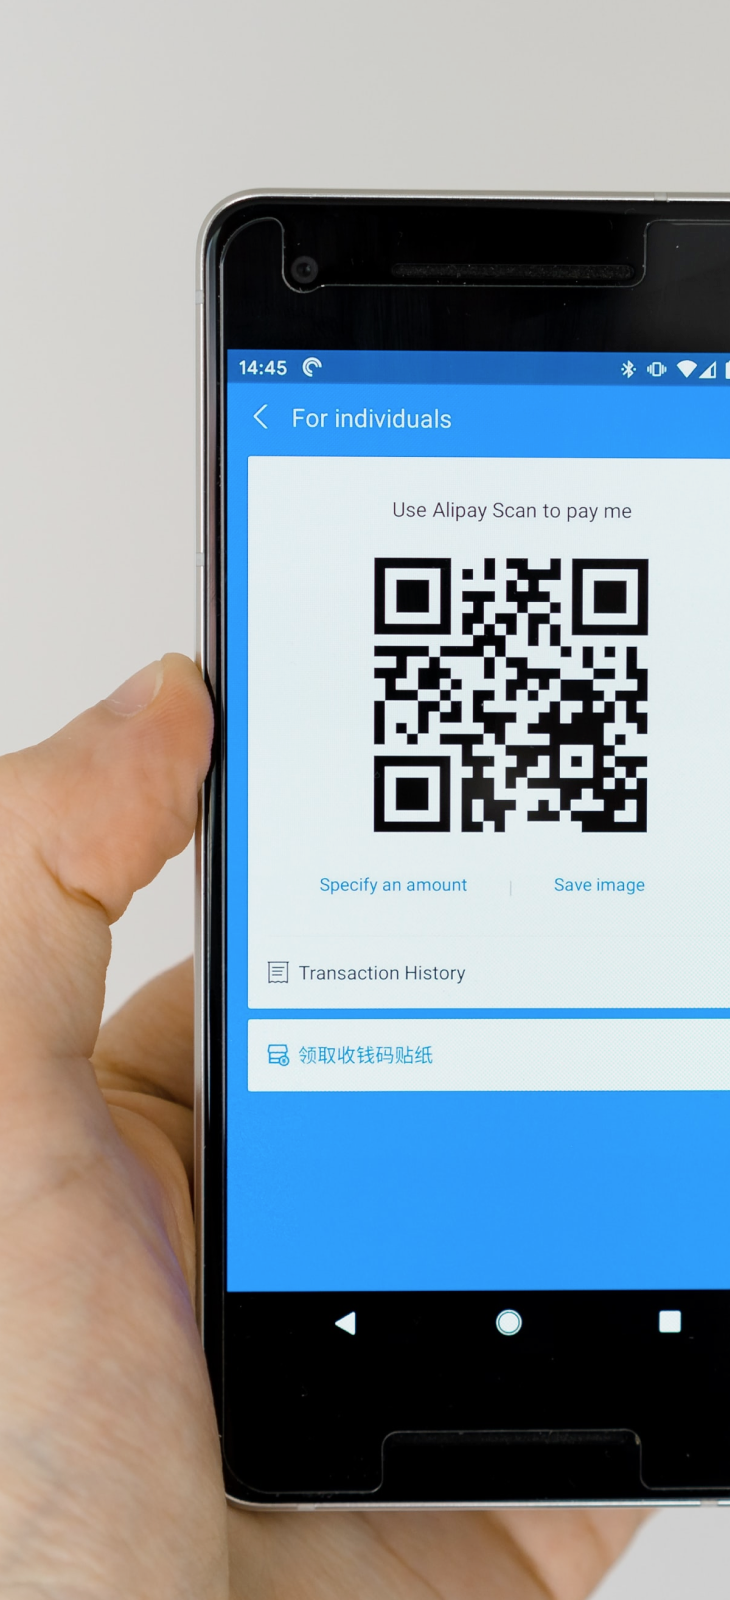 14:45
For individuals
Use Alipay Scan to pay me
Specify an amount | Save image
Transaction History
领取收钱码贴纸